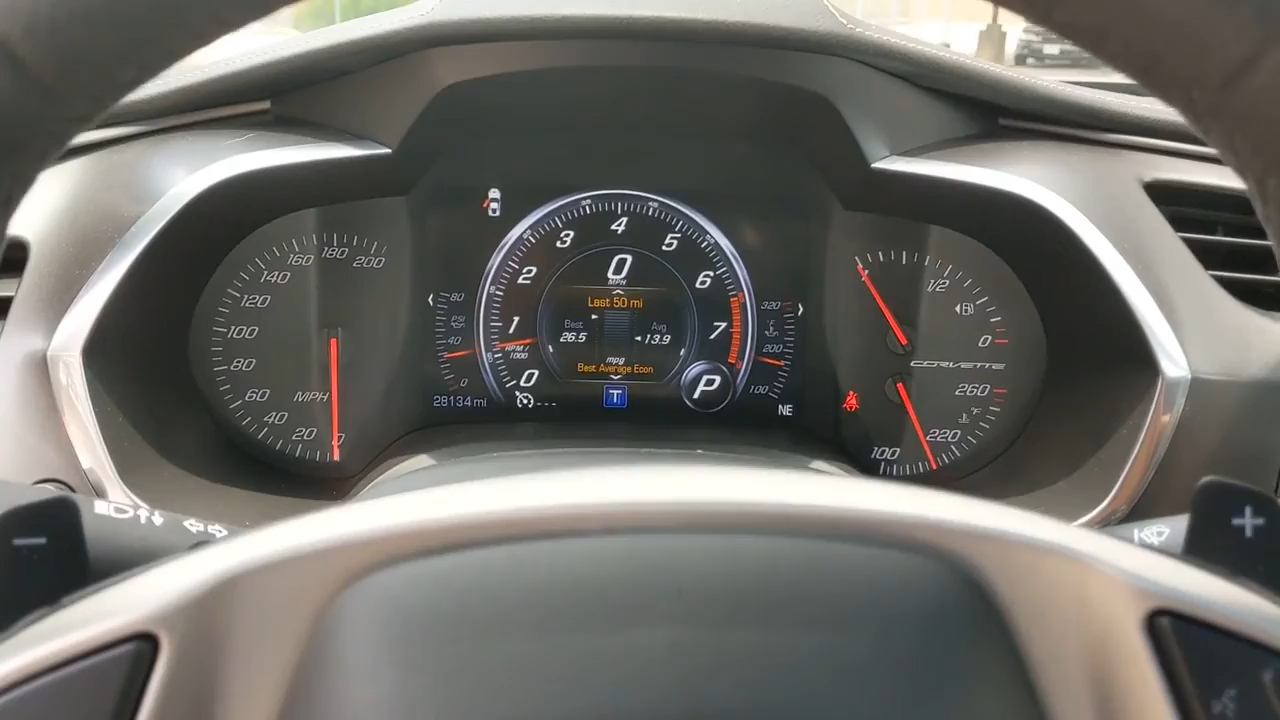 20
40
60
80
100
120
140
160
180
200
MPH
0
80
PSI
40
0
28134 mi
0
1
2
3
4
5
6
7
RPM /
1000
0
MPH
Last 50 mi
Best
26.5
Avg
13.9
mpg
Best Average Econ
---
T
P
320
°F
200
100
NE
1/2
0
CORVETTE
260
°F
220
100
−
+